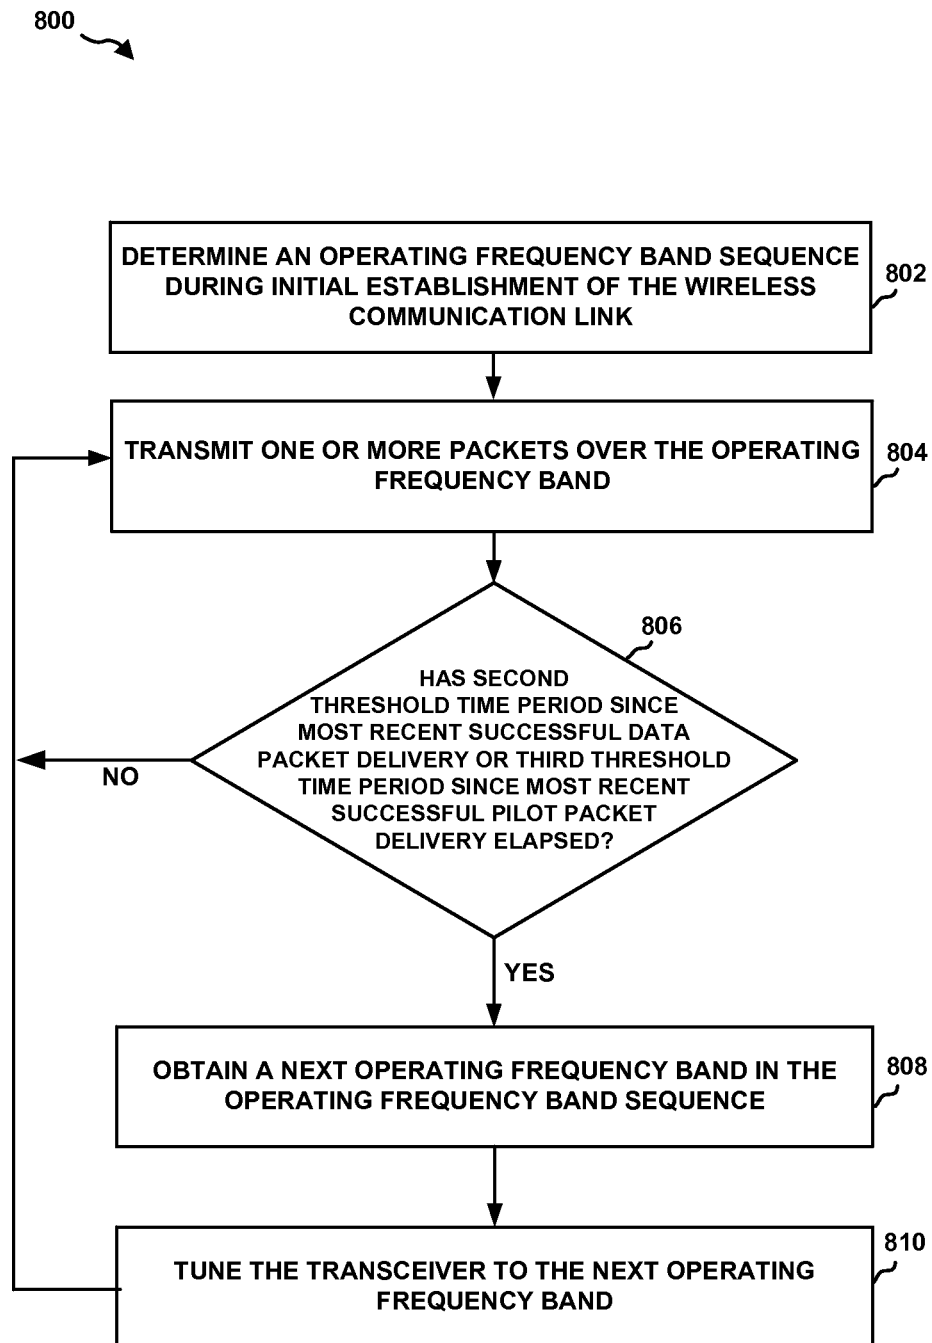 800
DETERMINE AN OPERATING FREQUENCY BAND SEQUENCE
DURING INITIAL ESTABLISHMENT OF THE WIRELESS
COMMUNICATION LINK
802
TRANSMIT ONE OR MORE PACKETS OVER THE OPERATING
FREQUENCY BAND
804
806
HAS SECOND
THRESHOLD TIME PERIOD SINCE
MOST RECENT SUCCESSFUL DATA
PACKET DELIVERY OR THIRD THRESHOLD
TIME PERIOD SINCE MOST RECENT
SUCCESSFUL PILOT PACKET
DELIVERY ELAPSED?
NO
YES
OBTAIN A NEXT OPERATING FREQUENCY BAND IN THE
OPERATING FREQUENCY BAND SEQUENCE
808
TUNE THE TRANSCEIVER TO THE NEXT OPERATING
FREQUENCY BAND
810